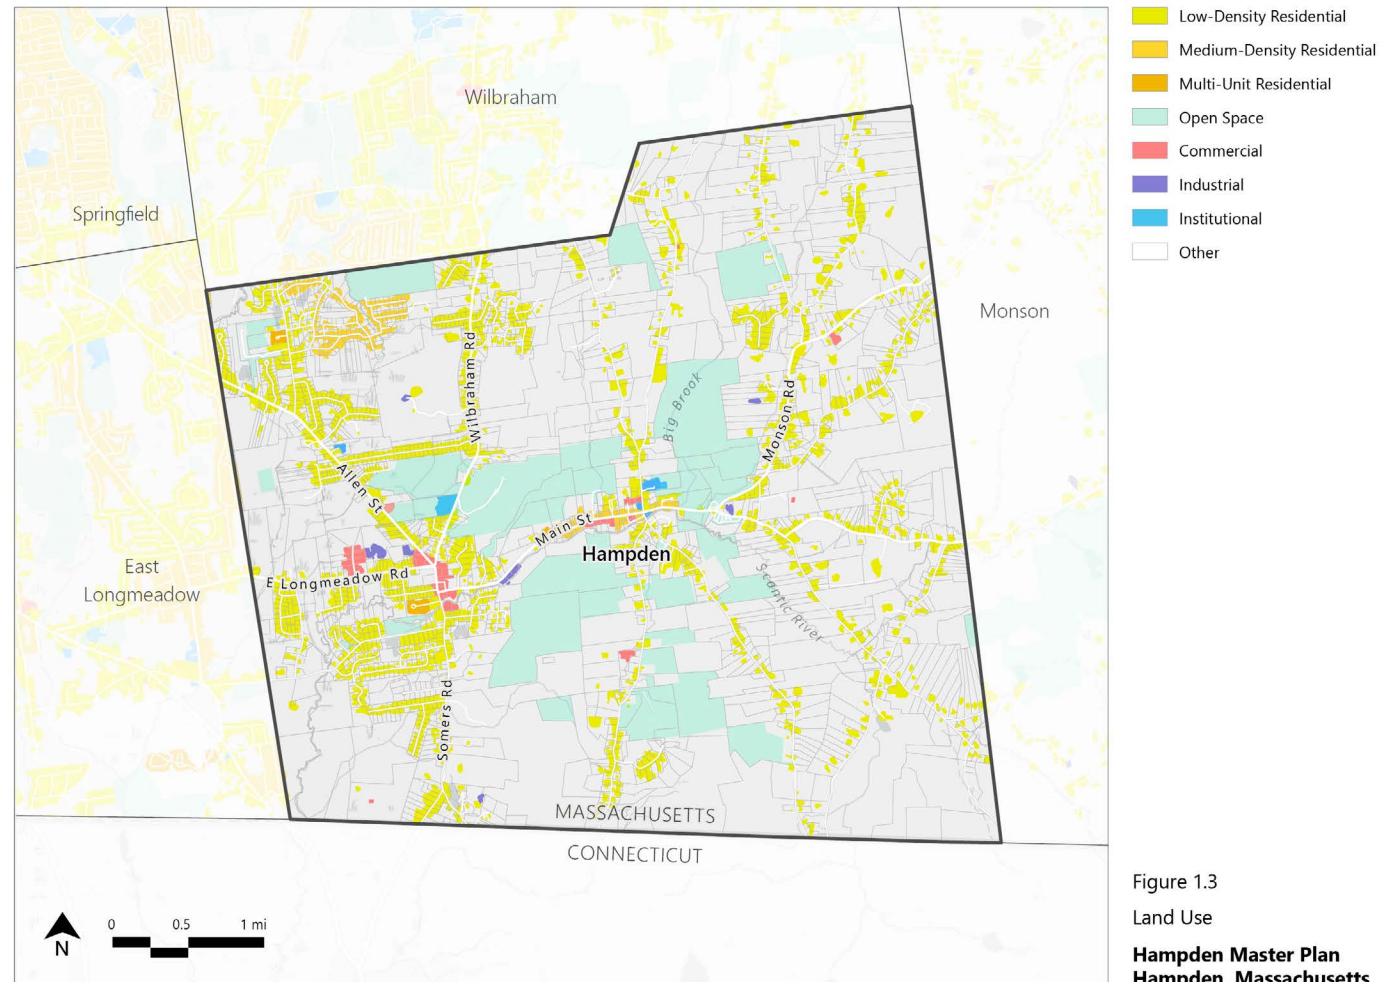 Low-Density Residential
Medium-Density Residential
Multi-Unit Residential
Open Space
Commercial
Industrial
Institutional
Other
Wilbraham
Springfield
Monson
Wilbraham Rd
Big Brook
Monson Rd
Allen St
Main St
Hampden
East
Longmeadow
E Longmeadow Rd
Scantic River
Somers Rd
MASSACHUSETTS
CONNECTICUT
0 0.5 1 mi
N
Figure 1.3
Land Use
Hampden Master Plan
Hampden, Massachusetts